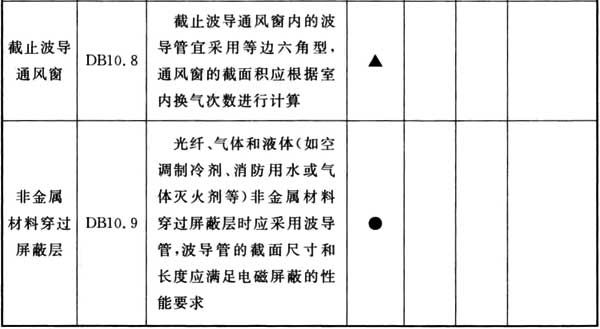 截止波导
通风窗
DB10.8
截止波导通风窗内的波
导管宜采用等边六角型，
通风窗的截面积应根据室
内换气次数进行计算
▲
非金属
材料穿过
屏蔽层
DB10.9
光纤、气体和液体(如空
调制冷剂、消防用水或气
体灭火剂等)非金属材料
穿过屏蔽层时应采用波导
管，波导管的截面尺寸和
长度应满足电磁屏蔽的性
能要求
●